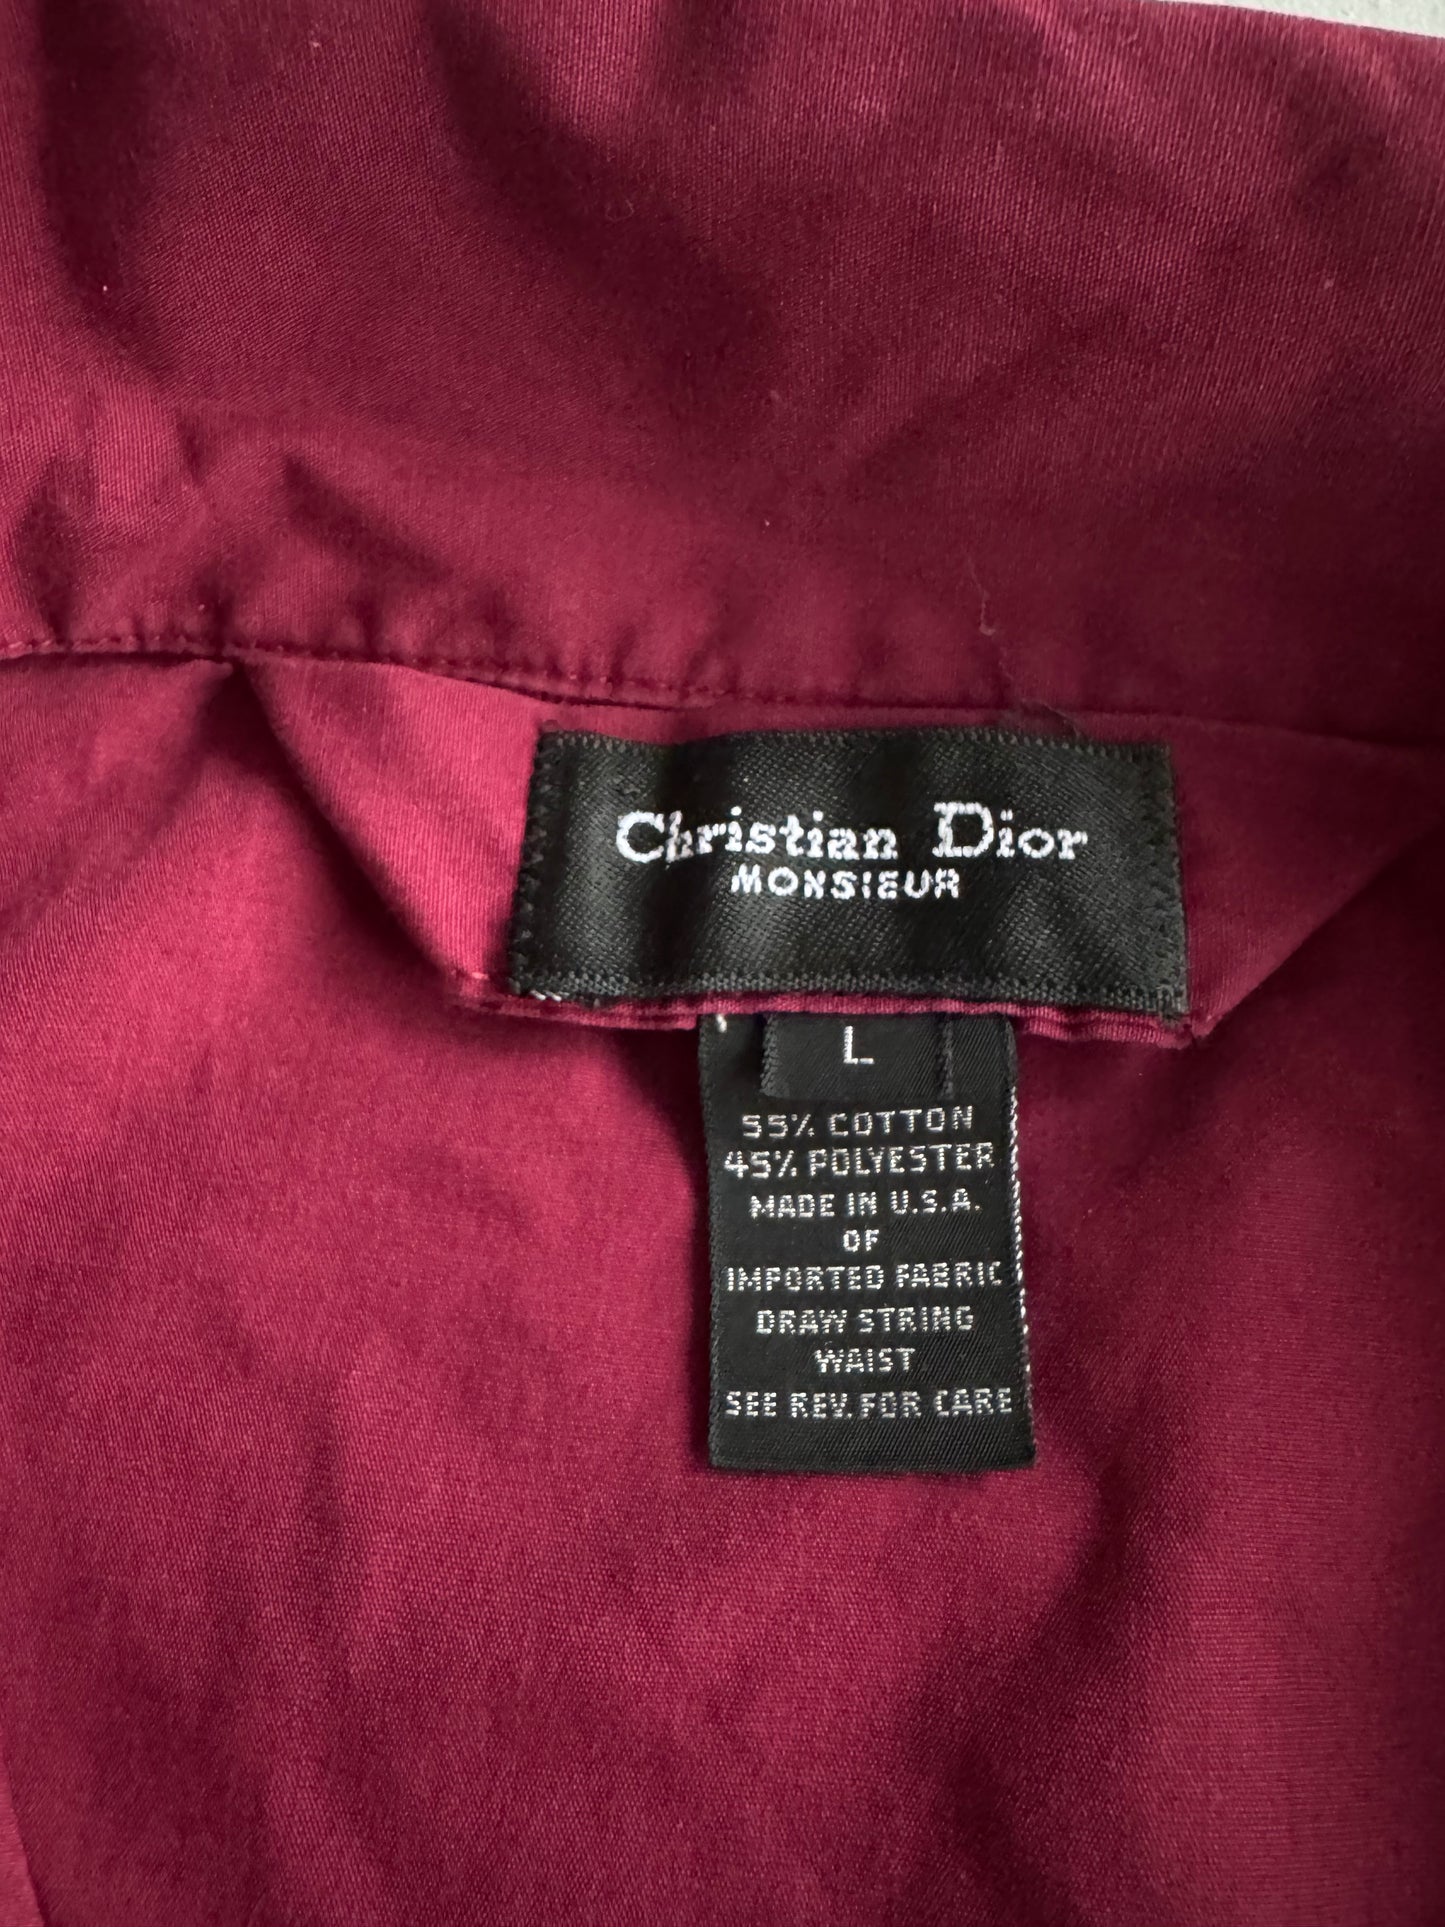 Christian Dior
MONSIEUR
L
55% COTTON
45% POLYESTER
MADE IN U.S.A.
OF
IMPORTED FABRIC
DRAW STRING
WAIST
SEE REV. FOR CARE